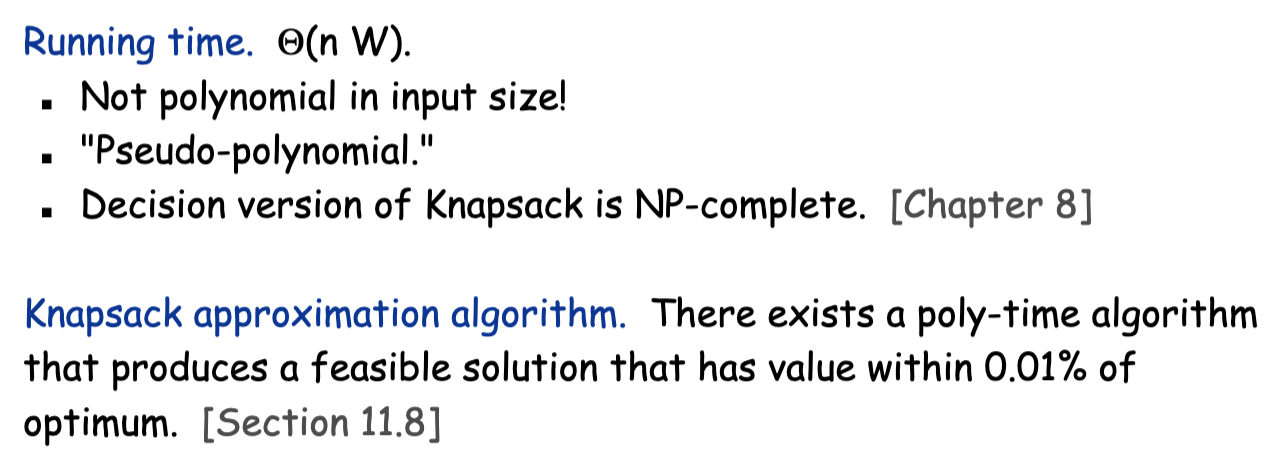 Running time. Θ(n W).
▪ Not polynomial in input size!
▪ "Pseudo-polynomial."
▪ Decision version of Knapsack is NP-complete. [Chapter 8]
Knapsack approximation algorithm. There exists a poly-time algorithm
that produces a feasible solution that has value within 0.01% of
optimum. [Section 11.8]